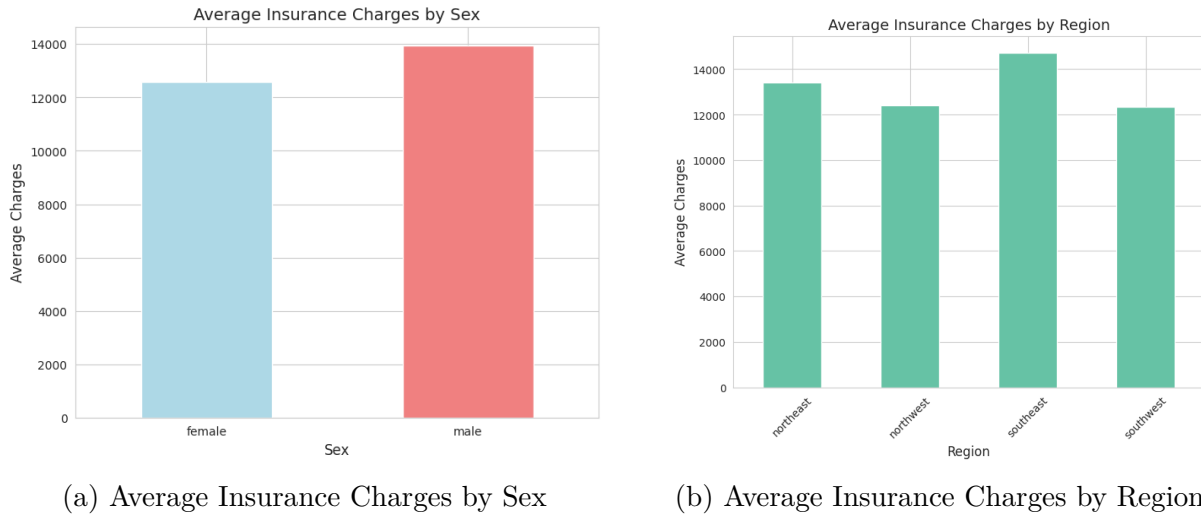 Average Insurance Charges by Sex
14000
12000
10000
8000
6000
4000
2000
0
Average Charges
female
male
Sex
(a) Average Insurance Charges by Sex
Average Insurance Charges by Region
14000
12000
10000
8000
6000
4000
2000
0
Average Charges
northeast
northwest
southeast
southwest
Region
(b) Average Insurance Charges by Region